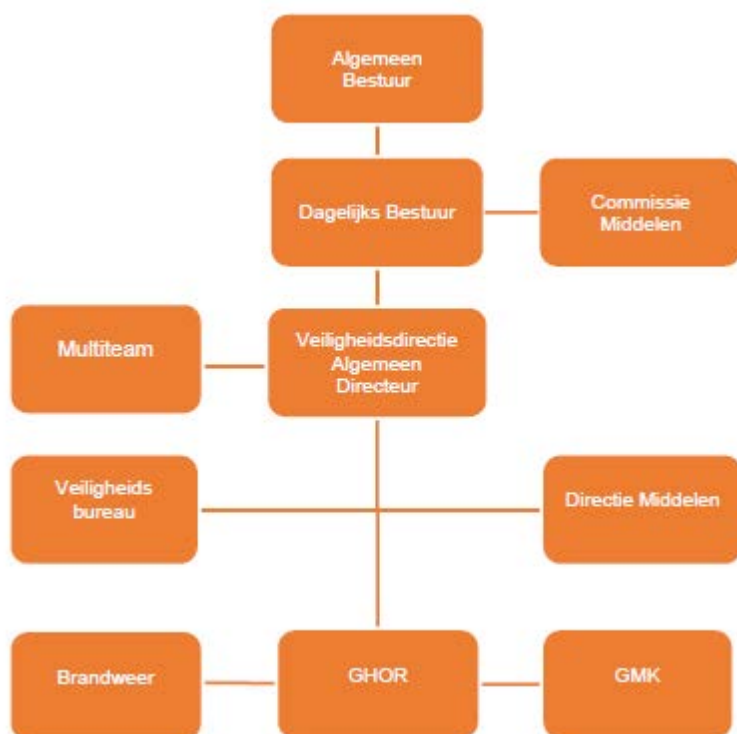 Algemeen
Bestuur
Dagelijks Bestuur
Commissie
Middelen
Multiteam
Veiligheidsdirectie
Algemeen
Directeur
Veiligheids
bureau
Directie Middelen
Brandweer
GHOR
GMK